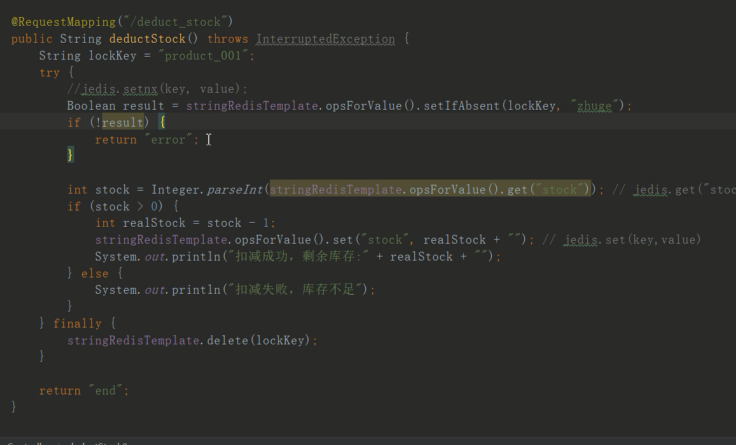 @RequestMapping("/deduct_stock")
public String deductStock() throws InterruptedException {
String lockKey = "product_001";
try {
//jedis.setnx(key, value);
Boolean result = stringRedisTemplate.opsForValue().setIfAbsent(lockKey, "zhuge");
if (!result) {
return "error";
}
int stock = Integer.parseInt(stringRedisTemplate.opsForValue().get("stock")); // jedis.get("stoc
if (stock > 0) {
int realStock = stock - 1;
stringRedisTemplate.opsForValue().set("stock", realStock + ""); // jedis.set(key,value)
System.out.println("扣减成功，剩余库存:" + realStock + "");
} else {
System.out.println("扣减失败，库存不足");
}
} finally {
stringRedisTemplate.delete(lockKey);
}
return "end";
}